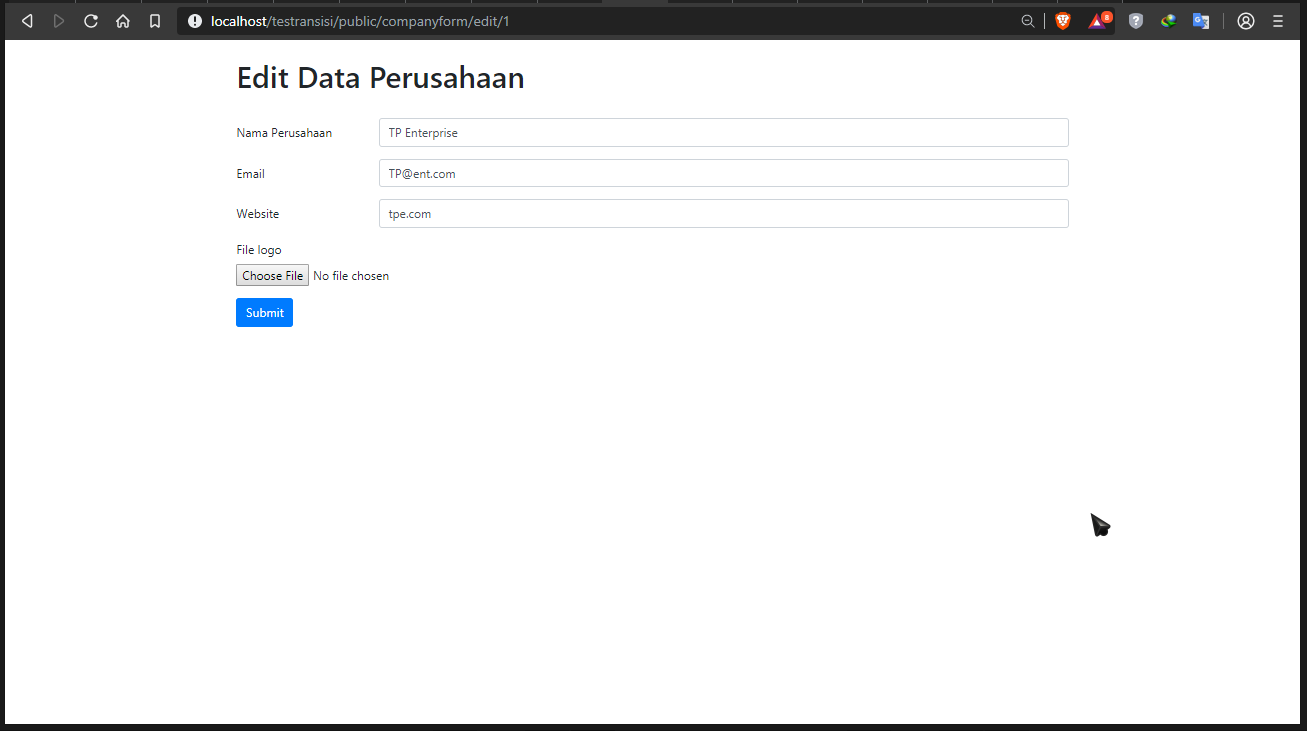 localhost/testransisi/public/companyform/edit/1
8
Edit Data Perusahaan
Nama Perusahaan
TP Enterprise
Email
TP@ent.com
Website
tpe.com
File logo
Choose File No file chosen
Submit